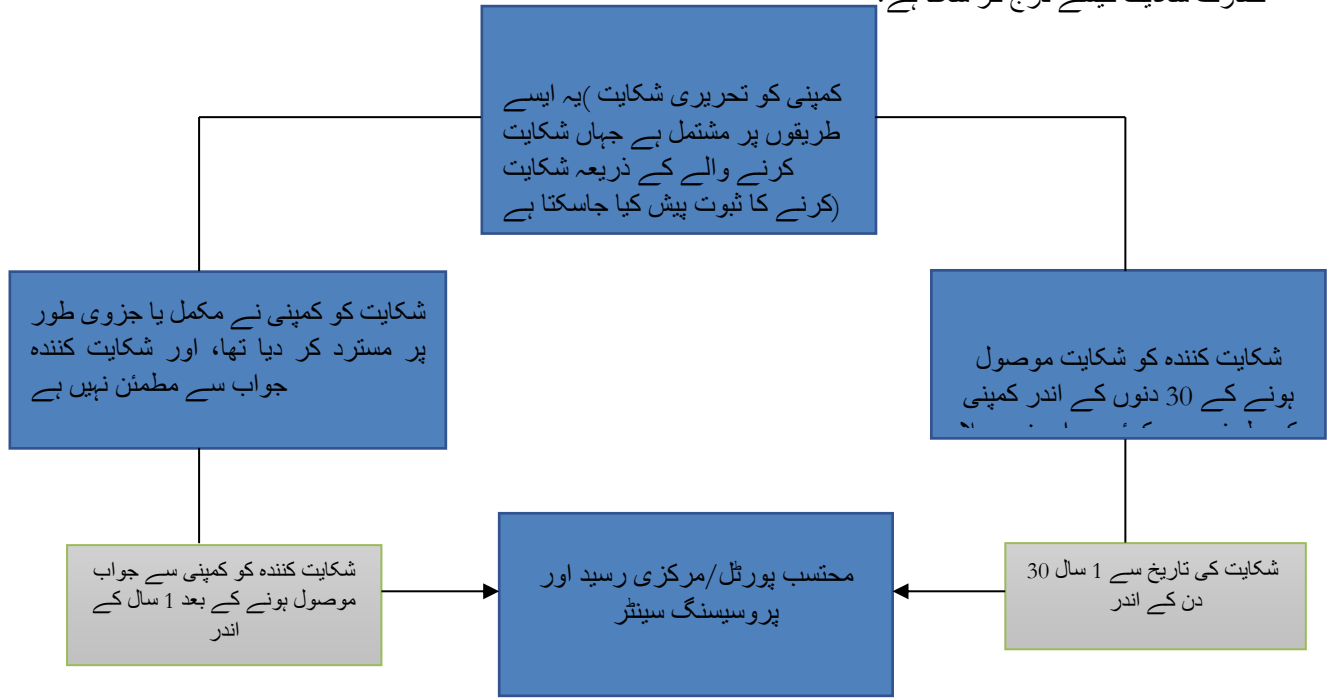 کمپنی کو تحریری شکایت )یہ ایسے
طریقوں پر مشتمل ہے جہاں شکایت
کرنے والے کے ذریعہ شکایت
(کرنے کا ثبوت پیش کیا جاسکتا ہے
شکایت کنندہ کو شکایت موصول
ہونے کے 30 دنوں کے اندر کمپنی
شکایت کو کمپنی نے مکمل یا جزوی طور
پر مسترد کر دیا تھا، اور شکایت کنندہ
جواب سے مطمئن نہیں ہے
شکایت کی تاریخ سے 1 سال 30
دن کے اندر
شکایت کنندہ کو کمپنی سے جواب
موصول ہونے کے بعد 1 سال کے
اندر
محتسب پورٹل/مرکزی رسید اور
پروسیسنگ سینٹر